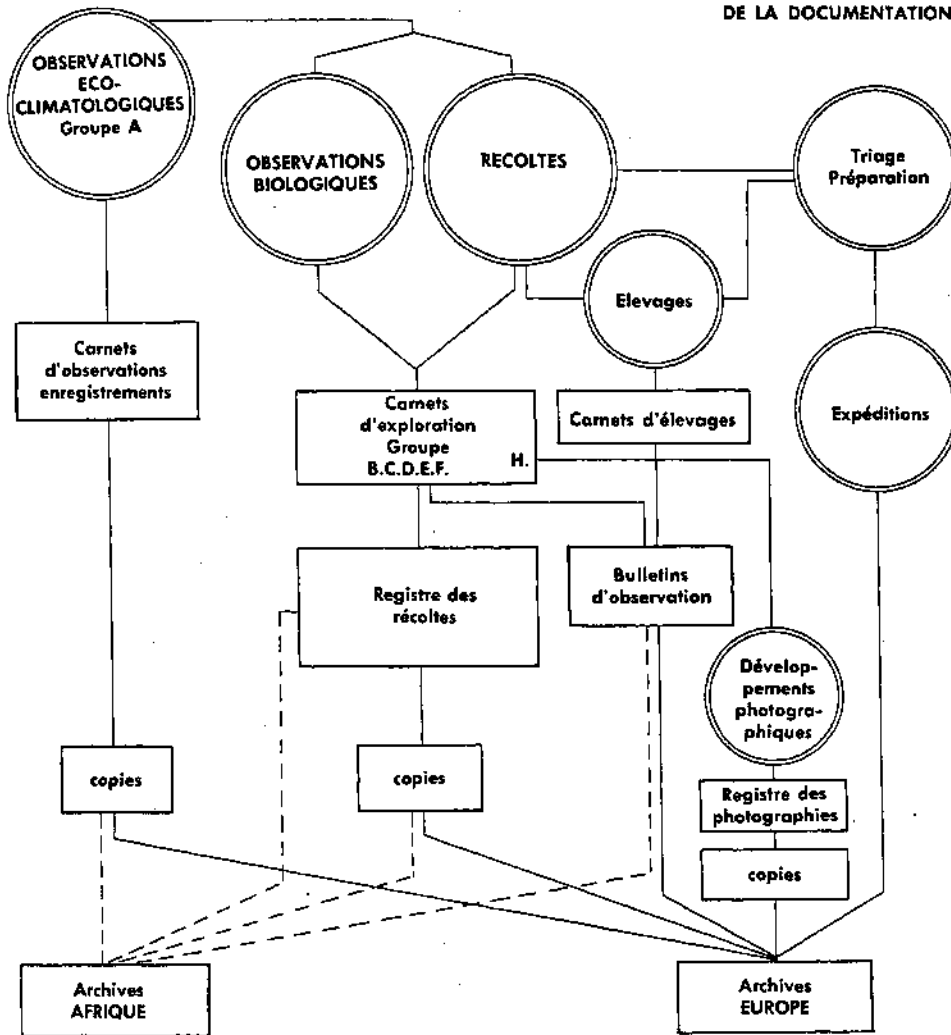 DE LA DOCUMENTATION
OBSERVATIONS
ECO-
CLIMATOLOGIQUES
Groupe A
OBSERVATIONS
BIOLOGIQUES
RECOLTES
Triage
Préparation
Elevages
Carnets
d'observations
enregistrements
Carnets
d'exploration
Groupe
B.C.D.E.F. H.
Carnets d'élevages
Expéditions
Registre des
récoltes
Bulletins
d'observation
Dévelop-
pements
photogra-
phiques
copies
copies
Registre des
photographies
copies
Archives
AFRIQUE
Archives
EUROPE